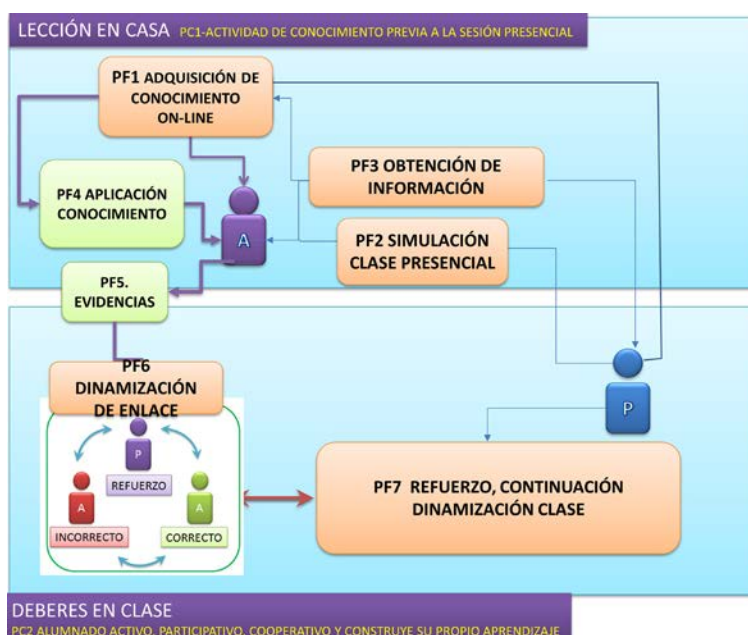 LECCIÓN EN CASA PC1-ACTIVIDAD DE CONOCIMIENTO PREVIA A LA SESIÓN PRESENCIAL
PF1 ADQUISIÓN DE
CONOCIMIENTO
ON-LINE
PF3 OBTENCIÓN DE
INFORMACIÓN
PF4 APLICACIÓN
CONOCIMIENTO
A
PF2 SIMULACIÓN
CLASE PRESENCIAL
PF5.
EVIDENCIAS
PF6
DINAMIZACIÓN
DE ENLACE
P
P
REFUERZO
A
A
INCORRECTO
CORRECTO
PF7 REFUERZO, CONTINUACIÓN
DINAMIZACIÓN CLASE
DEBERES EN CLASE
PC2 ALUMNADO ACTIVO, PARTICIPATIVO, COOPERATIVO Y CONSTRUYE SU PROPIO APRENDIZAJE